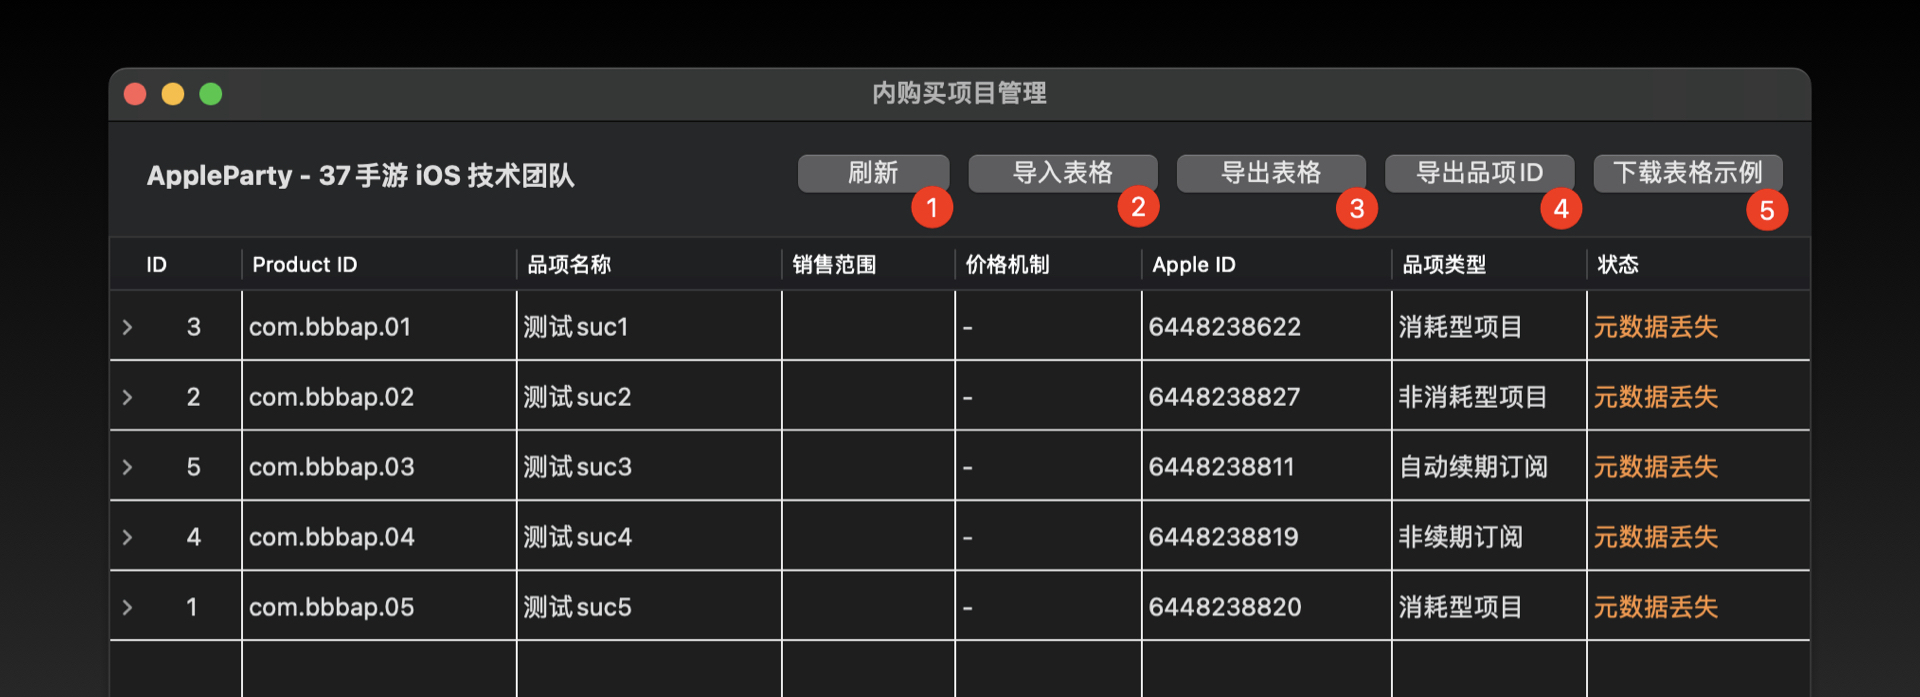 内购买项目管理
AppleParty - 37手游 iOS 技术团队
刷新 导入表格 导出表格 导出品项ID 下载表格示例
1 2 3 4 5
ID Product ID 品项名称 销售范围 价格机制 Apple ID 品项类型 状态
3 com.bbbap.01 测试suc1 - 6448238622 消耗型项目 元数据丢失
2 com.bbbap.02 测试suc2 - 6448238827 非消耗型项目 元数据丢失
5 com.bbbap.03 测试suc3 - 6448238811 自动续期订阅 元数据丢失
4 com.bbbap.04 测试suc4 - 6448238819 非续期订阅 元数据丢失
1 com.bbbap.05 测试suc5 - 6448238820 消耗型项目 元数据丢失